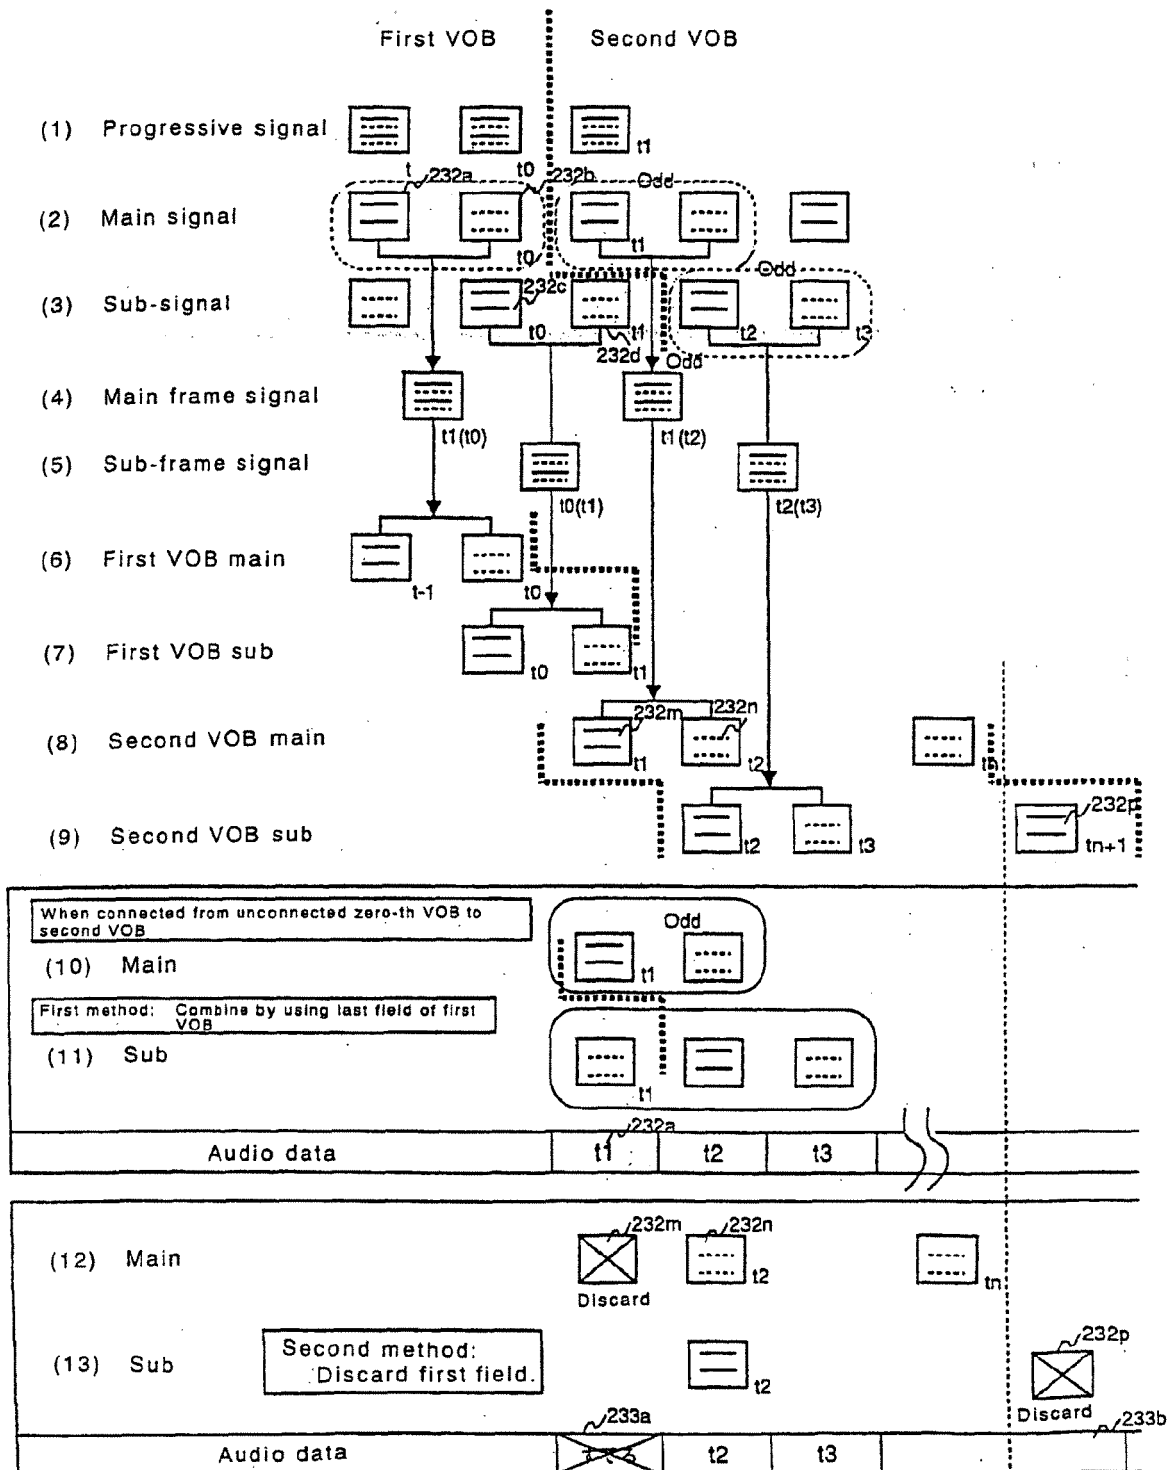 First VOB
Second VOB
(1) Progressive signal
t1
t
232a
t0
232b
Odd
(2) Main signal
t0
t1
Odd
(3) Sub-signal
232c
t0
t1
t2
t3
232d
Odd
(4) Main frame signal
t1(t0)
t1(t2)
(5) Sub-frame signal
t0(t1)
t2(t3)
(6) First VOB main
t-1
t0
(7) First VOB sub
t0
t1
232m
232n
(8) Second VOB main
t1
t2
tn
232p
(9) Second VOB sub
t2
t3
tn+1
When connected from unconnected zero-th VOB to
second VOB
Odd
(10) Main
t1
First method: Combine by using last field of first
VOB
(11) Sub
t1
232a
Audio data
t1
t2
t3
232m
232n
(12) Main
t2
tn
Discard
232p
(13) Sub
Second method:
Discard first field.
t2
Discard
233a
233b
Audio data
t2
t3